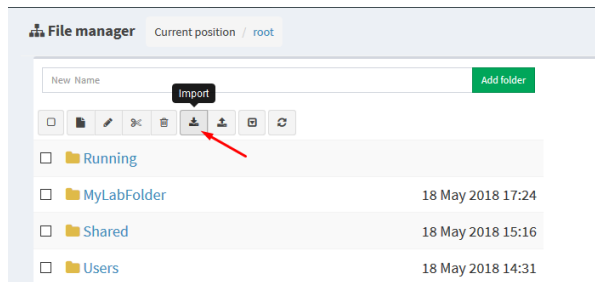 File manager Current position / root
New Name Add folder
Import
Running
MyLabFolder 18 May 2018 17:24
Shared 18 May 2018 15:16
Users 18 May 2018 14:31